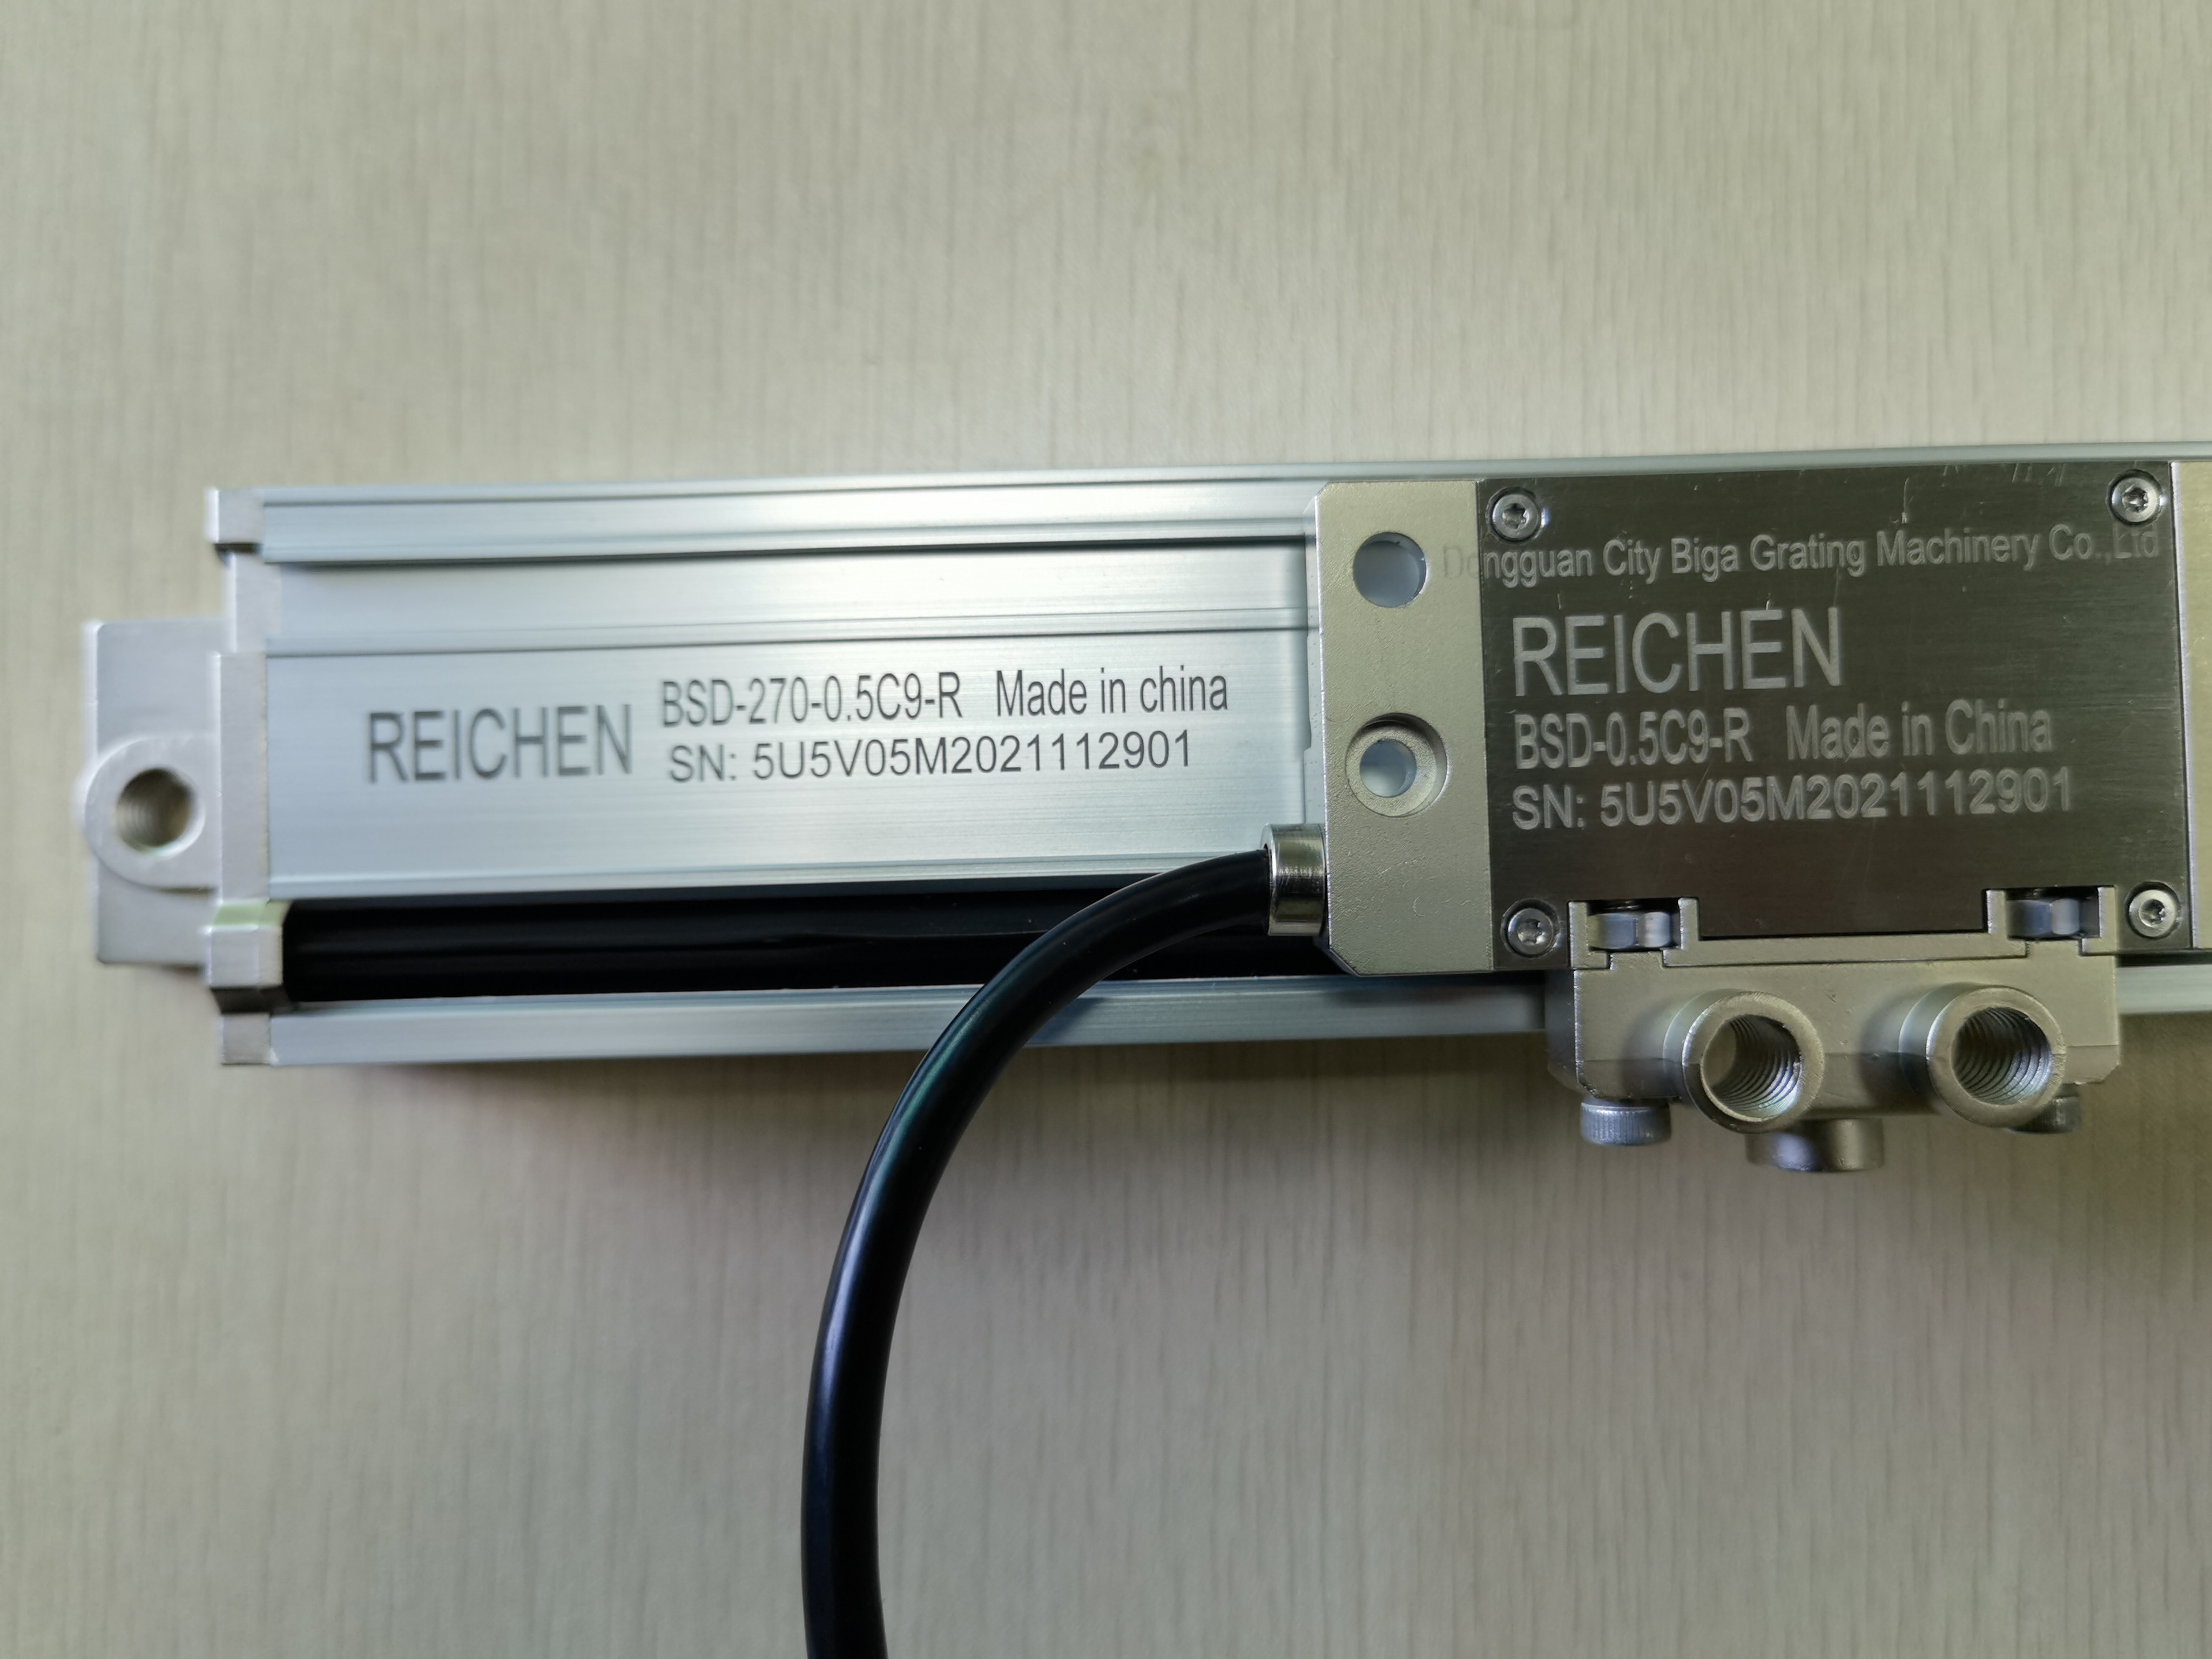 REICHEN
BSD-270-0.5C9-R Made in china
SN: 5U5V05M2021112901
Dongguan City Biga Grating Machinery Co.,Ltd
REICHEN
BSD-0.5C9-R Made in China
SN: 5U5V05M2021112901